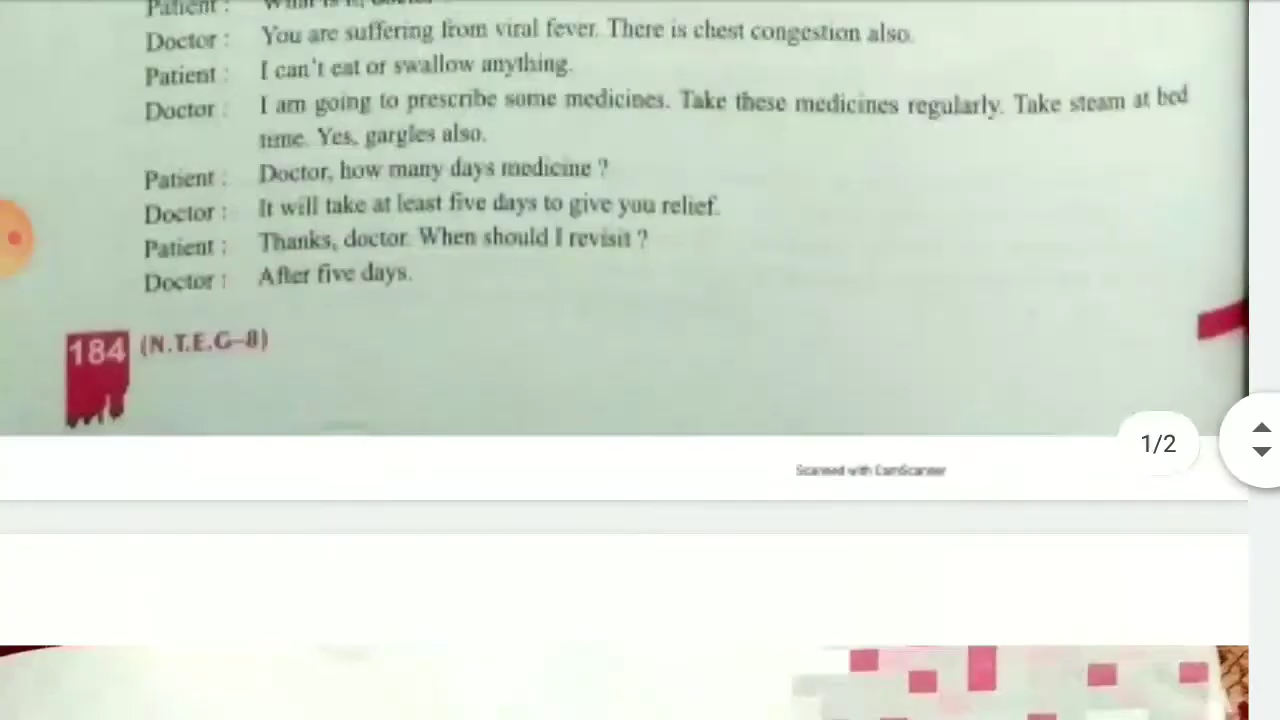 Patient :
Doctor : You are suffering from viral fever. There is chest congestion also.
Patient : I can't eat or swallow anything.
Doctor : I am going to prescribe some medicines. Take these medicines regularly. Take steam at bed
time. Yes, gargles also.
Patient : Doctor, how many days medicine ?
Doctor : It will take at least five days to give you relief.
Patient : Thanks, doctor. When should I revisit ?
Doctor : After five days.
184 (N.T.E.G–8)
1/2
Scanned with CamScanner